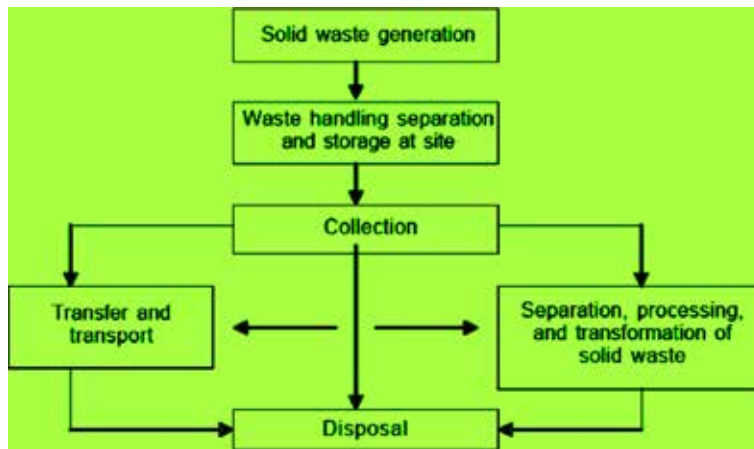 Solid waste generation
Waste handling separation
and storage at site
Collection
Transfer and
transport
Separation, processing,
and transformation of
solid waste
Disposal